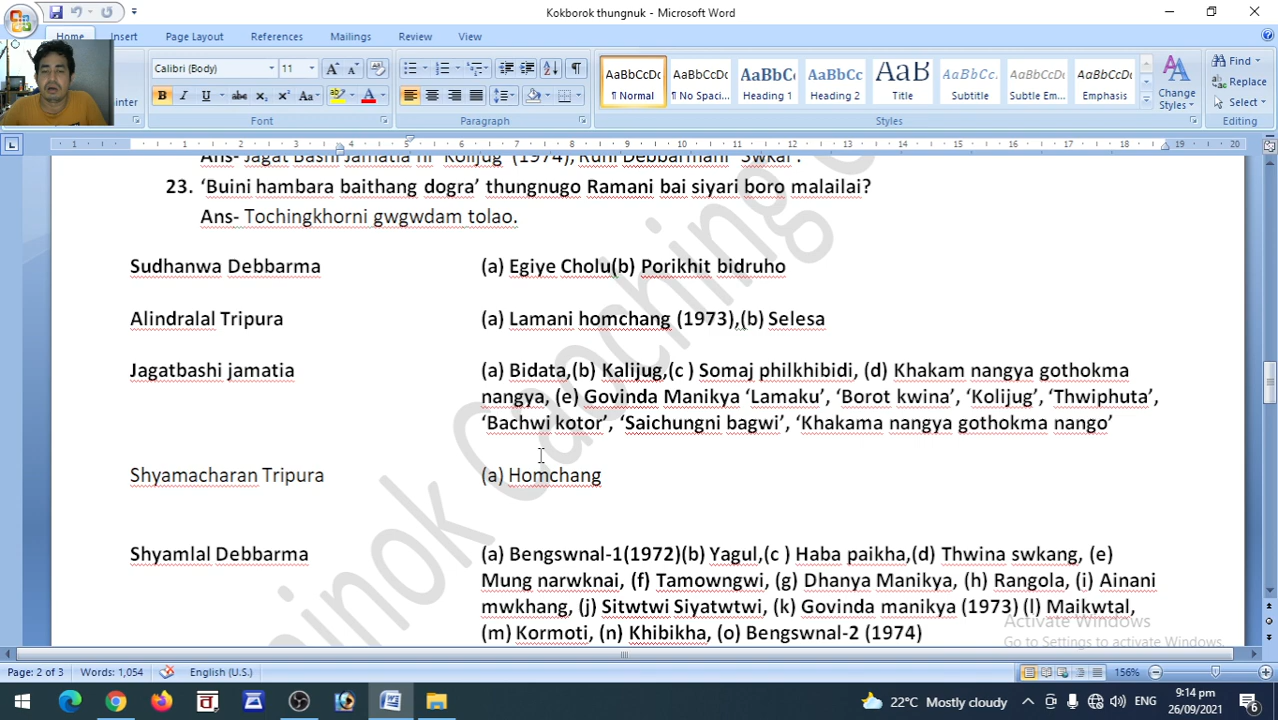 Kokborok thungnuk - Microsoft Word
Home Insert Page Layout References Mailings Review View
Calibri (Body) 11
Find
Replace
Select
AaBbCcDc AaBbCcDc AaBbC AaBbCc AaB AaBbCc. AaBbCcDc AaBbCcDc
¶ Normal ¶ No Spaci... Heading 1 Heading 2 Title Subtitle Subtle Em... Emphasis
Change Styles
Font Paragraph Styles Editing
Ans- Jagat Bashi Jamatia ni 'Kolijug' (1974), Runi Debbarmani 'Swkal'.
23. ‘Buini hambara baithang dogra’ thungnugo Ramani bai siyari boro malailai?
Ans- Tochingkhorni gwgwdam tolao.
Sudhanwa Debbarma (a) Egiye Cholu(b) Porikhit bidruho
Alindralal Tripura (a) Lamani homchang (1973),(b) Selesa
Jagatbashi jamatia (a) Bidata,(b) Kalijug,(c ) Somaj philkhibidi, (d) Khakam nangya gothokma
nangya, (e) Govinda Manikya ‘Lamaku’, ‘Borot kwina’, ‘Kolijug’, ‘Thwiphuta’,
‘Bachwi kotor’, ‘Saichungni bagwi’, ‘Khakama nangya gothokma nango’
Shyamacharan Tripura (a) Homchang
Shyamlal Debbarma (a) Bengswnal-1(1972)(b) Yagul,(c ) Haba paikha,(d) Thwina swkang, (e)
Mung narwknai, (f) Tamowngwi, (g) Dhanya Manikya, (h) Rangola, (i) Ainani
mwkhang, (j) Sitwtwi Siyatwtwi, (k) Govinda manikya (1973) (l) Maikwtal,
(m) Kormoti, (n) Khibikha, (o) Bengswnal-2 (1974)
Activate Windows
Go to Settings to activate Windows.
Page: 2 of 3 Words: 1,054 English (U.S.) 156%
22°C Mostly cloudy ENG 9:14 pm
26/09/2021 6